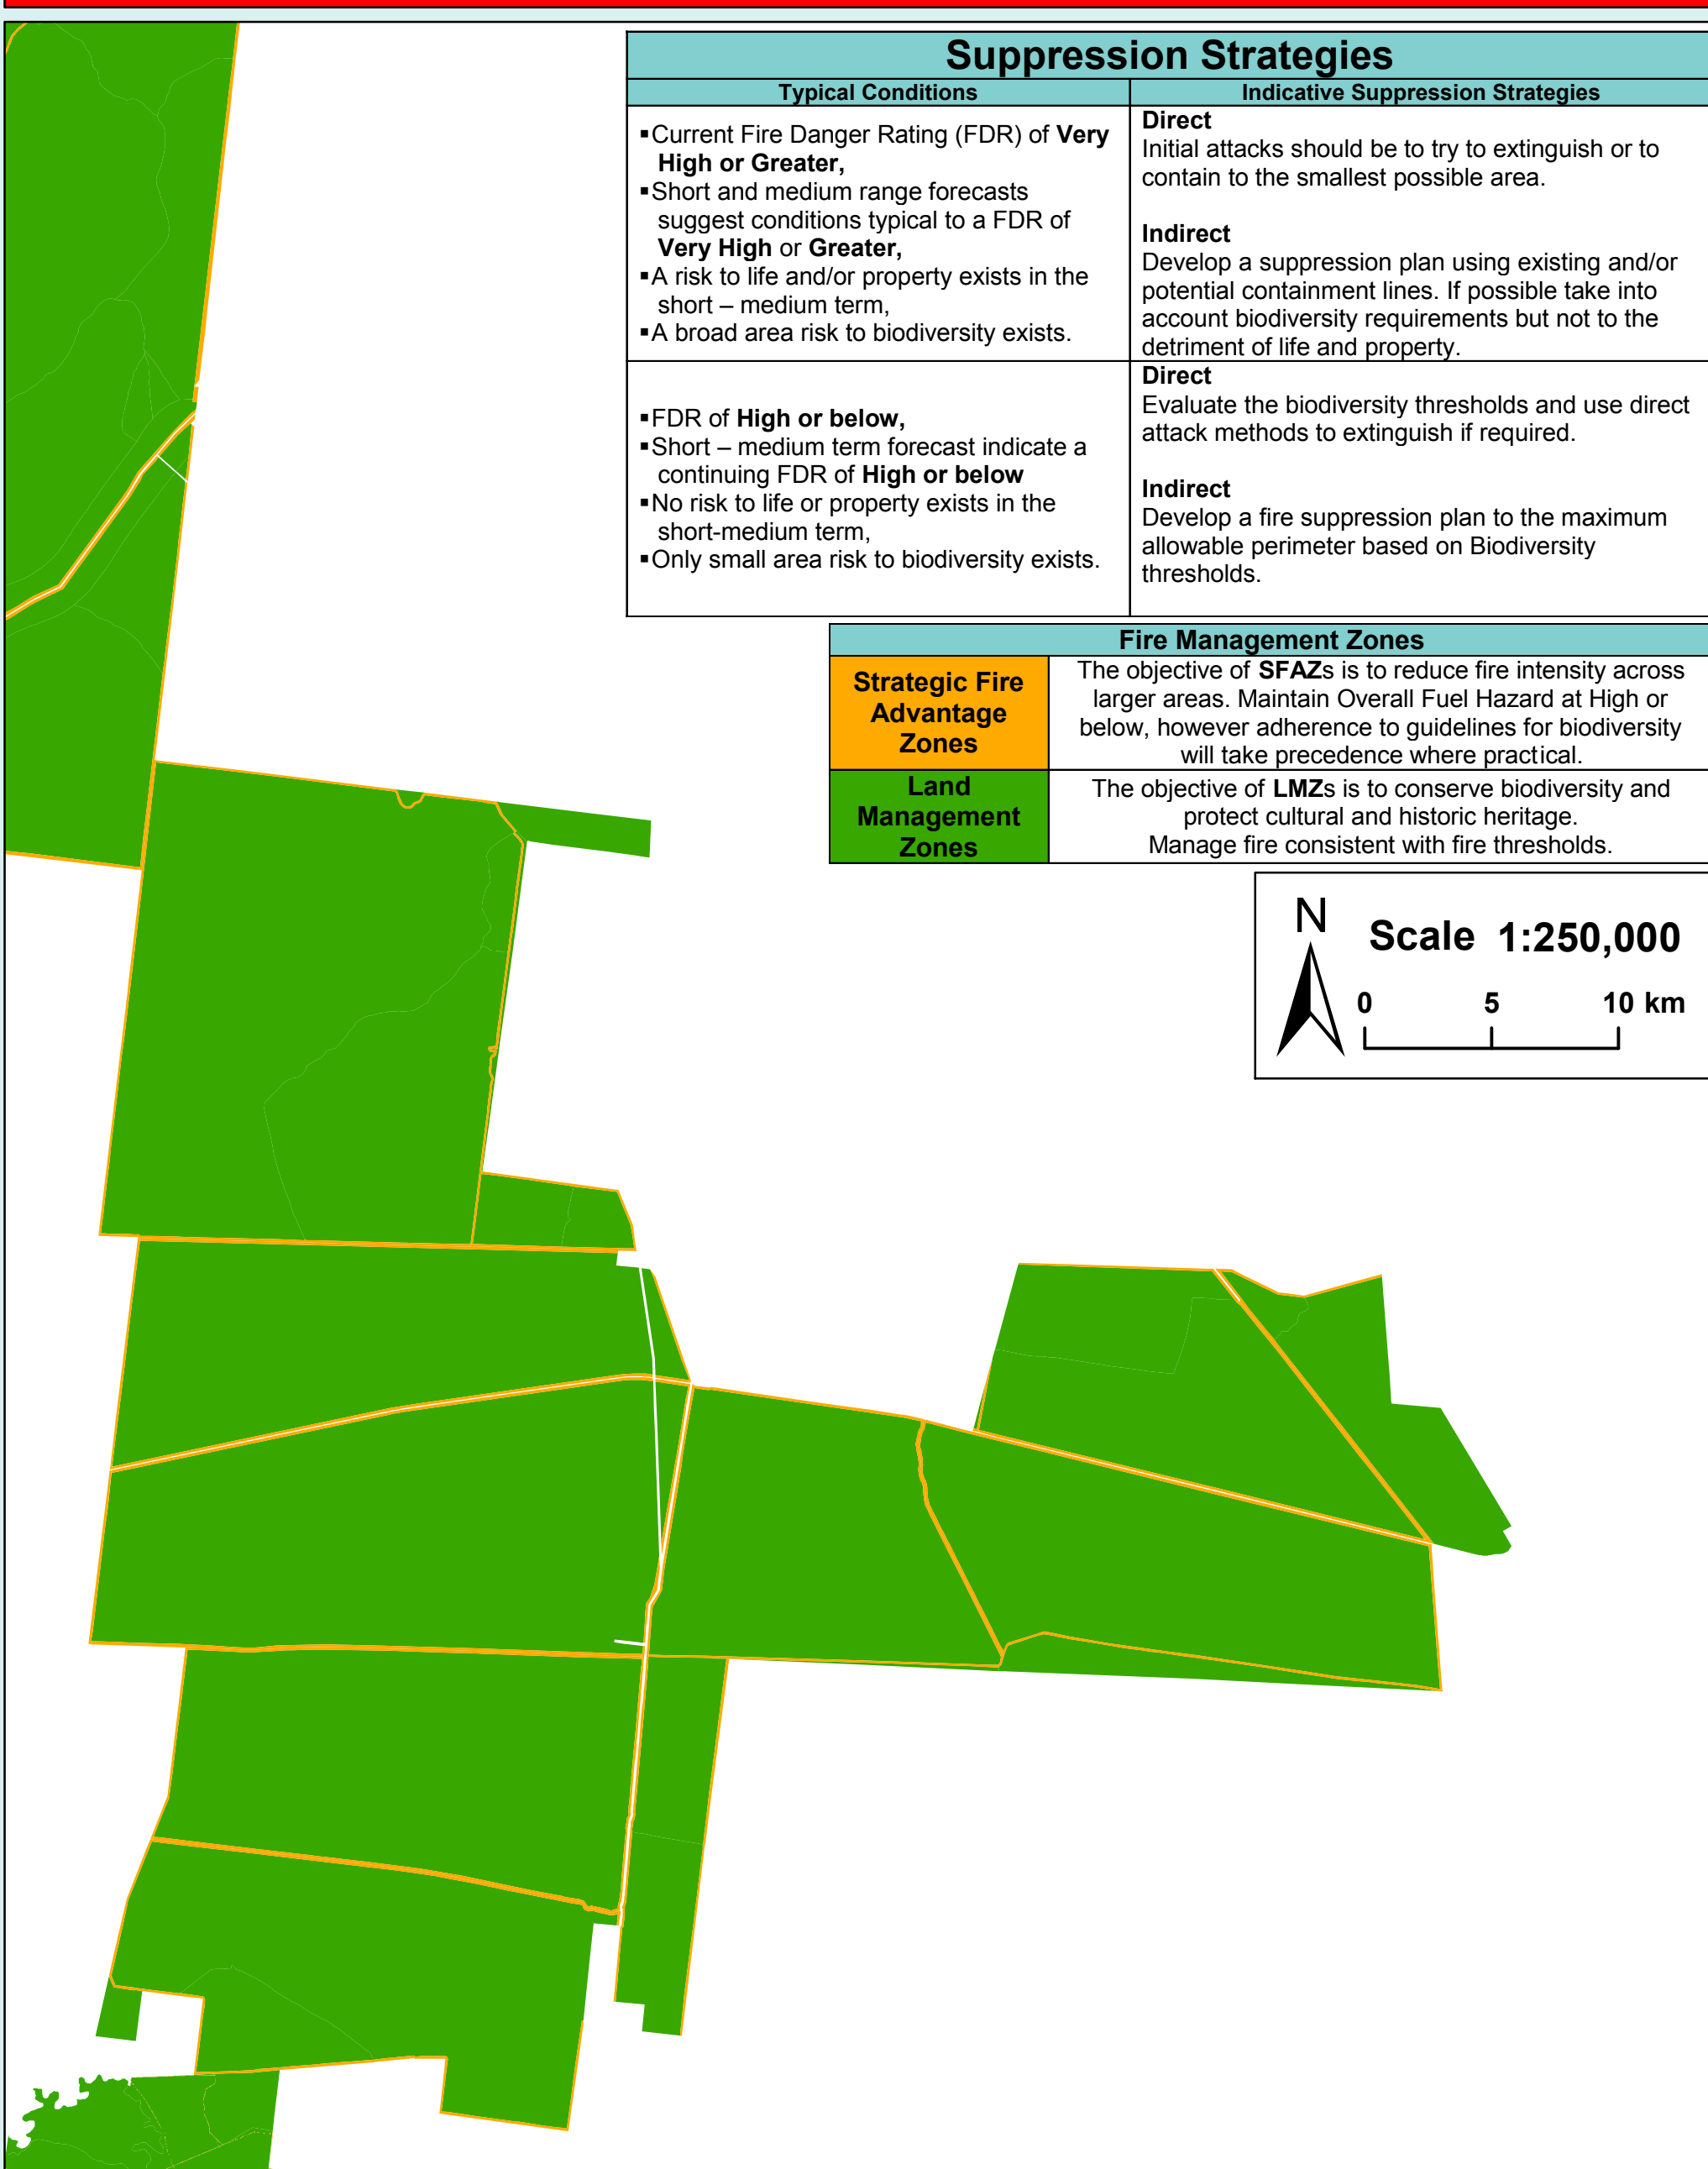 Suppression Strategies
Typical Conditions
Indicative Suppression Strategies
▪Current Fire Danger Rating (FDR) of Very
High or Greater,
▪Short and medium range forecasts
suggest conditions typical to a FDR of
Very High or Greater,
▪A risk to life and/or property exists in the
short – medium term,
▪A broad area risk to biodiversity exists.
Direct
Initial attacks should be to try to extinguish or to
contain to the smallest possible area.
Indirect
Develop a suppression plan using existing and/or
potential containment lines. If possible take into
account biodiversity requirements but not to the
detriment of life and property.
▪FDR of High or below,
▪Short – medium term forecast indicate a
continuing FDR of High or below
▪No risk to life or property exists in the
short-medium term,
▪Only small area risk to biodiversity exists.
Direct
Evaluate the biodiversity thresholds and use direct
attack methods to extinguish if required.
Indirect
Develop a fire suppression plan to the maximum
allowable perimeter based on Biodiversity
thresholds.
Fire Management Zones
Strategic Fire
Advantage
Zones
The objective of SFAZs is to reduce fire intensity across
larger areas. Maintain Overall Fuel Hazard at High or
below, however adherence to guidelines for biodiversity
will take precedence where practical.
Land
Management
Zones
The objective of LMZs is to conserve biodiversity and
protect cultural and historic heritage.
Manage fire consistent with fire thresholds.
N
Scale 1:250,000
0 5 10 km